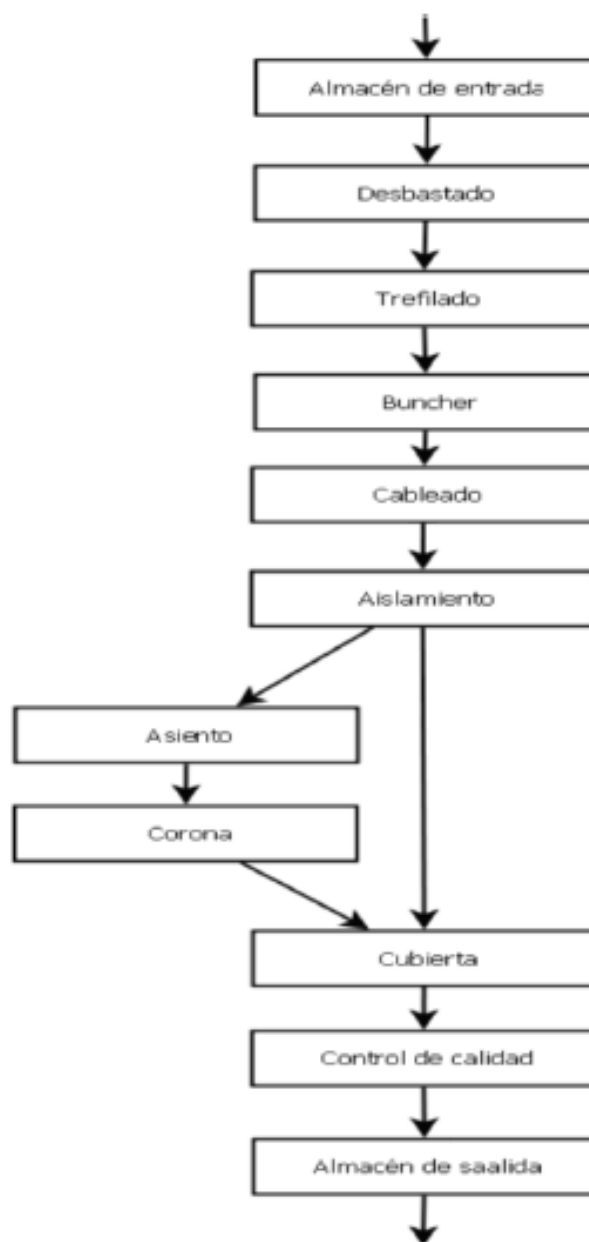 Almacén de entrada
Desbastado
Trefilado
Buncher
Cableado
Aislamiento
Asiento
Corona
Cubierta
Control de calidad
Almacén de saalida